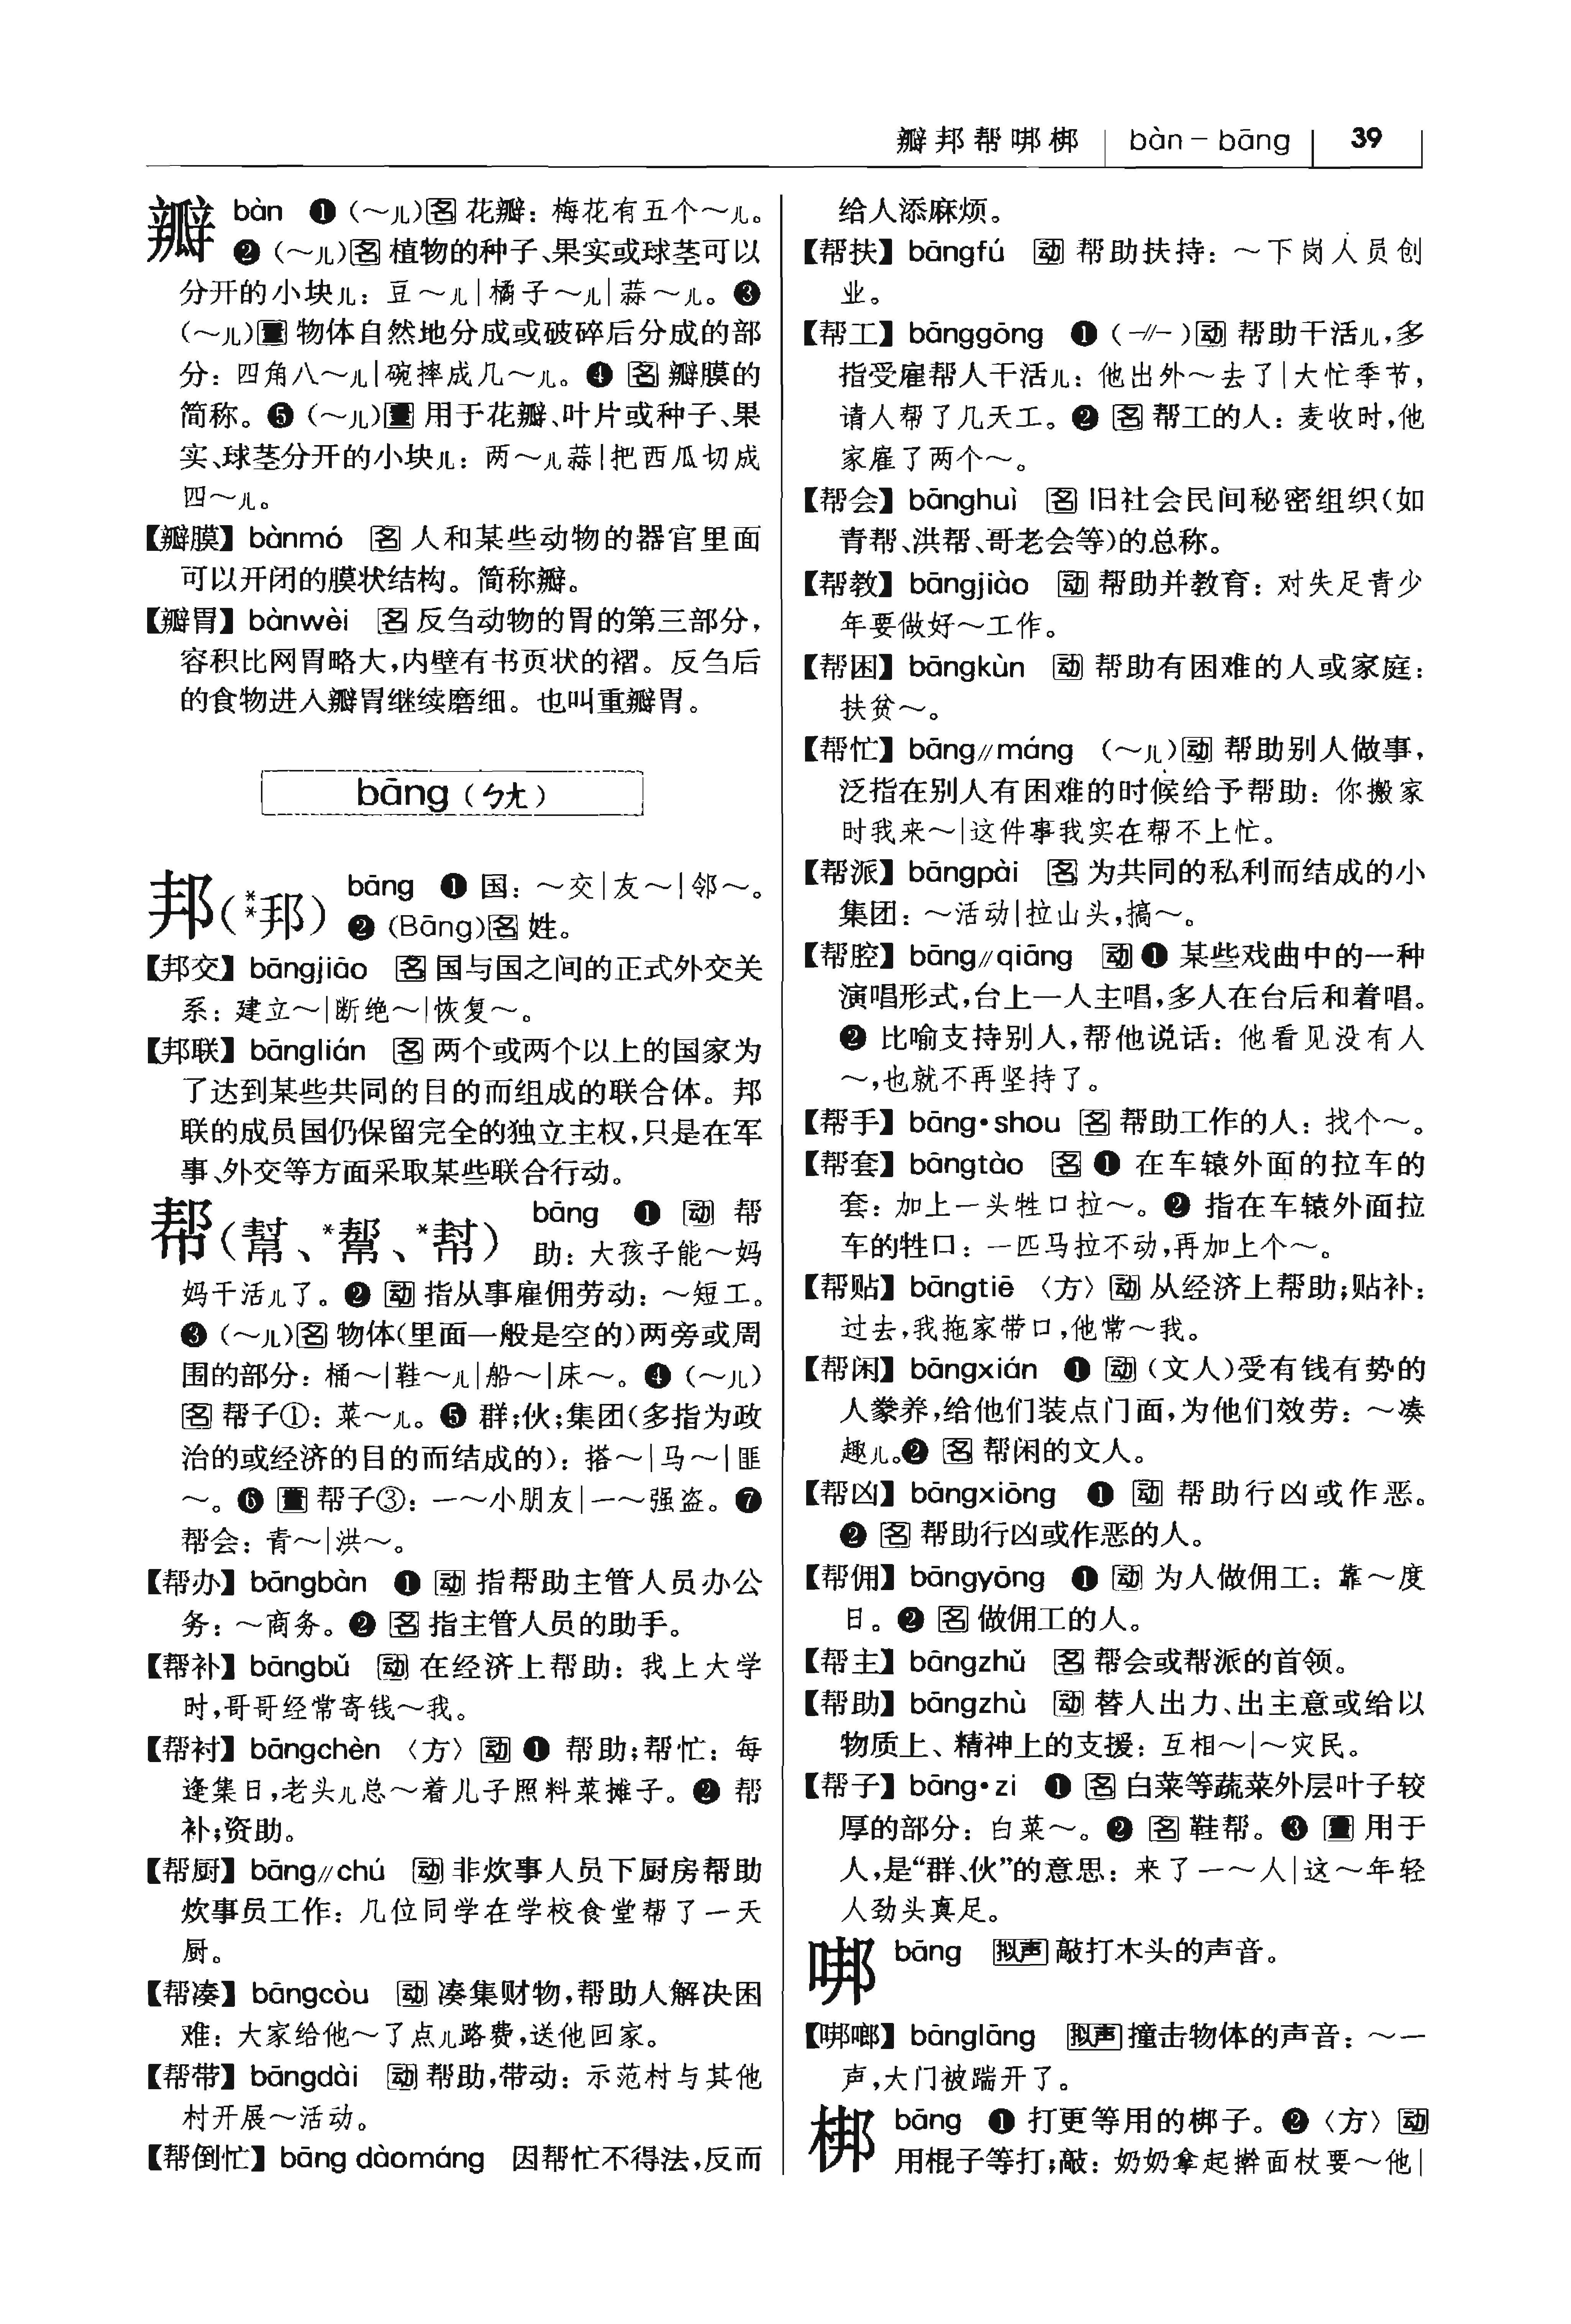 瓣邦帮哪梆 bàn－bāng 39
瓣 bàn ❶（～儿）名 花瓣：梅花有五个～儿。
❷（～儿）名 植物的种子、果实或球茎可以
分开的小块儿：豆～儿|橘子～儿|蒜～儿。❸
（～儿）量 物体自然地分成或破碎后分成的部
分：四角八～儿|碗摔成几～儿。❹ 名 瓣膜的
简称。❺（～儿）量 用于花瓣、叶片或种子、果
实、球茎分开的小块儿：两～儿蒜|把西瓜切成
四～儿。
【瓣膜】bànmó 名 人和某些动物的器官里面
可以开闭的膜状结构。简称瓣。
【瓣胃】bànwèi 名 反刍动物的胃的第三部分，
容积比网胃略大，内壁有书页状的褶。反刍后
的食物进入瓣胃继续磨细。也叫重瓣胃。
bāng（ㄅㄤ）
邦（**邦） bāng ❶ 国：～交|友～|邻～。
❷（Bāng）名 姓。
【邦交】bāngjiāo 名 国与国之间的正式外交关
系：建立～|断绝～|恢复～。
【邦联】bānglián 名 两个或两个以上的国家为
了达到某些共同的目的而组成的联合体。邦
联的成员国仍保留完全的独立主权，只是在军
事、外交等方面采取某些联合行动。
帮（幫、*幚、*幇） bāng ❶ 动 帮
助：大孩子能～妈
妈干活儿了。❷ 动 指从事雇佣劳动：～短工。
❸（～儿）名 物体（里面一般是空的）两旁或周
围的部分：桶～|鞋～儿|船～|床～。❹（～儿）
名 帮子①：菜～儿。❺ 群；伙；集团（多指为政
治的或经济的目的而结成的）：搭～|马～|匪
～。❻ 量 帮子③：一～小朋友|一～强盗。❼
帮会：青～|洪～。
【帮办】bāngbàn ❶ 动 指帮助主管人员办公
务：～商务。❷ 名 指主管人员的助手。
【帮补】bāngbǔ 动 在经济上帮助：我上大学
时，哥哥经常寄钱～我。
【帮衬】bāngchèn〈方〉动 ❶ 帮助；帮忙：每
逢集日，老头儿总～着儿子照料菜摊子。❷ 帮
补；资助。
【帮厨】bāng//chú 动 非炊事人员下厨房帮助
炊事员工作：几位同学在学校食堂帮了一天
厨。
【帮凑】bāngcòu 动 凑集财物，帮助人解决困
难：大家给他～了点儿路费，送他回家。
【帮带】bāngdài 动 帮助，带动：示范村与其他
村开展～活动。
【帮倒忙】bāng dàománg 因帮忙不得法，反而
给人添麻烦。
【帮扶】bāngfú 动 帮助扶持：～下岗人员创
业。
【帮工】bānggōng ❶（-//-）动 帮助干活儿，多
指受雇帮人干活儿：他出外～去了|大忙季节，
请人帮了几天工。❷ 名 帮工的人：麦收时，他
家雇了两个～。
【帮会】bānghuì 名 旧社会民间秘密组织（如
青帮、洪帮、哥老会等）的总称。
【帮教】bāngjiào 动 帮助并教育：对失足青少
年要做好～工作。
【帮困】bāngkùn 动 帮助有困难的人或家庭：
扶贫～。
【帮忙】bāng//máng （～儿）动 帮助别人做事，
泛指在别人有困难的时候给予帮助：你搬家
时我来～|这件事我实在帮不上忙。
【帮派】bāngpài 名 为共同的私利而结成的小
集团：～活动|拉山头，搞～。
【帮腔】bāng//qiāng 动 ❶ 某些戏曲中的一种
演唱形式，台上一人主唱，多人在台后和着唱。
❷ 比喻支持别人，帮他说话：他看见没有人
～，也就不再坚持了。
【帮手】bāng·shou 名 帮助工作的人：找个～。
【帮套】bāngtào 名 ❶ 在车辕外面的拉车的
套：加上一头牲口拉～。❷ 指在车辕外面拉
车的牲口：一匹马拉不动，再加上个～。
【帮贴】bāngtiē〈方〉动 从经济上帮助；贴补：
过去，我拖家带口，他常～我。
【帮闲】bāngxián ❶ 动（文人）受有钱有势的
人豢养，给他们装点门面，为他们效劳：～凑
趣儿。❷ 名 帮闲的文人。
【帮凶】bāngxiōng ❶ 动 帮助行凶或作恶。
❷ 名 帮助行凶或作恶的人。
【帮佣】bāngyōng ❶ 动 为人做佣工：靠～度
日。❷ 名 做佣工的人。
【帮主】bāngzhǔ 名 帮会或帮派的首领。
【帮助】bāngzhù 动 替人出力、出主意或给以
物质上、精神上的支援：互相～|～灾民。
【帮子】bāng·zi ❶ 名 白菜等蔬菜外层叶子较
厚的部分：白菜～。❷ 名 鞋帮。❸ 量 用于
人，是“群、伙”的意思：来了一～人|这～年轻
人劲头真足。
哪 bāng 拟声 敲打木头的声音。
【哪啷】bānglāng 拟声 撞击物体的声音：～一
声，大门被踹开了。
梆 bāng ❶ 打更等用的梆子。❷〈方〉动
用棍子等打；敲：奶奶拿起擀面杖要～他|